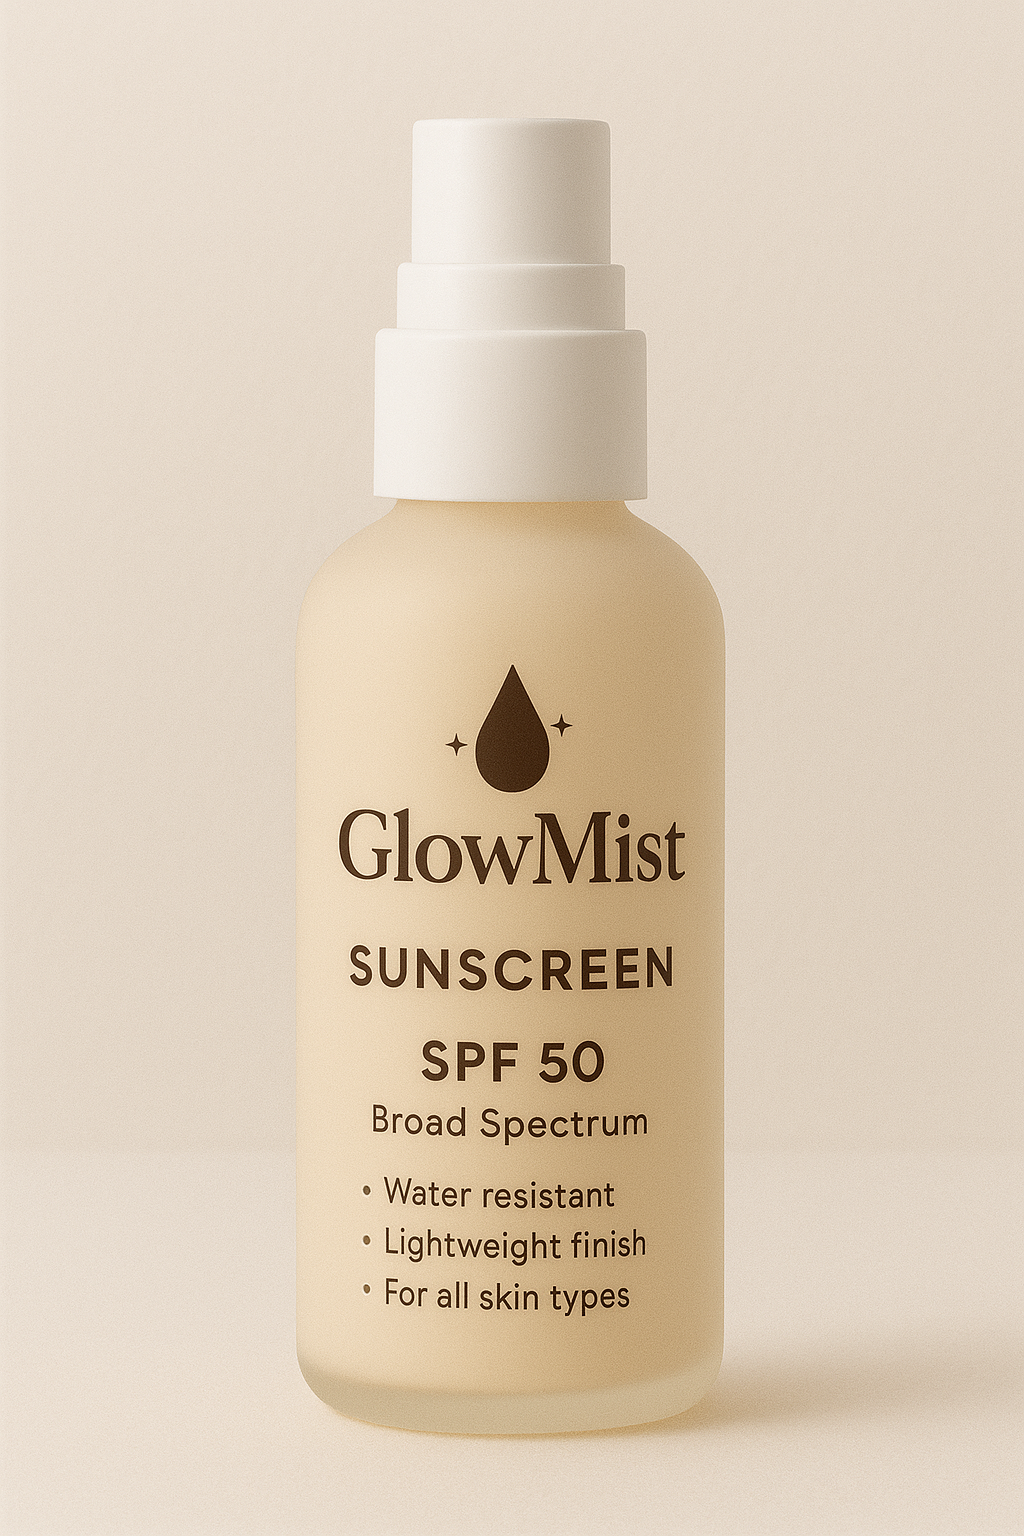 GlowMist
SUNSCREEN
SPF 50
Broad Spectrum
• Water resistant
• Lightweight finish
• For all skin types